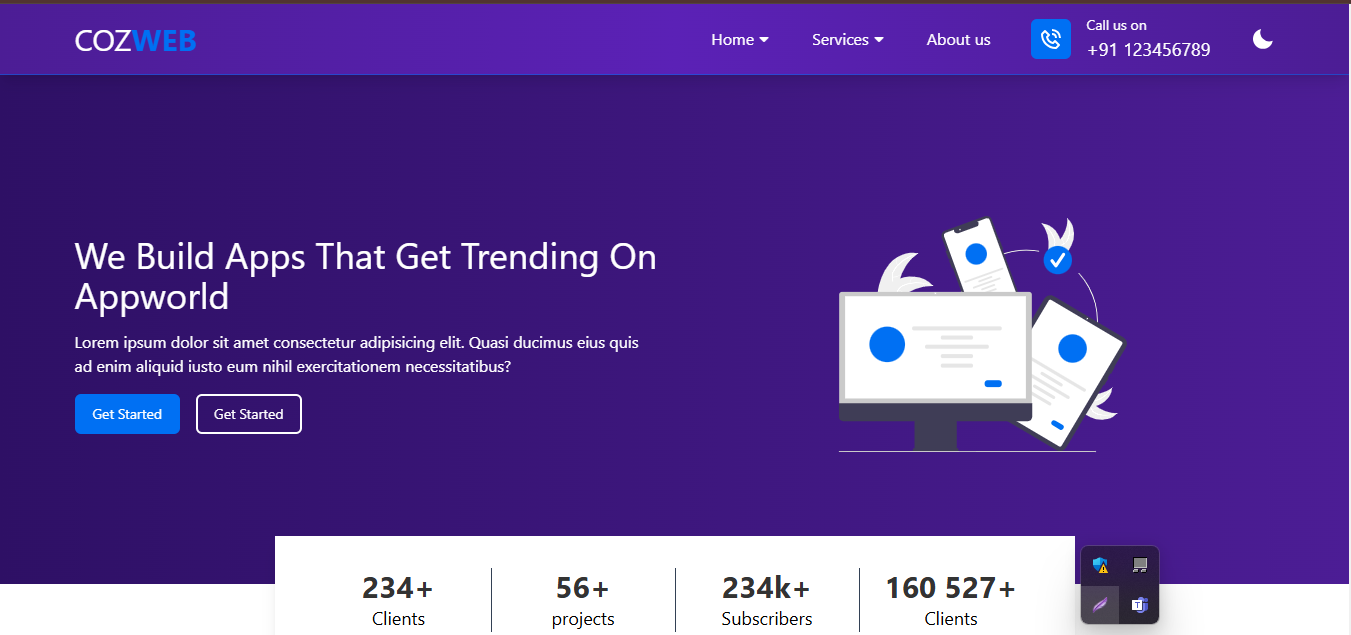 COZWEB
Home
Services
About us
Call us on
+91 123456789
We Build Apps That Get Trending On
Appworld
Lorem ipsum dolor sit amet consectetur adipisicing elit. Quasi ducimus eius quis
ad enim aliquid iusto eum nihil exercitationem necessitatibus?
Get Started
Get Started
234+
Clients
56+
projects
234k+
Subscribers
160 527+
Clients
T